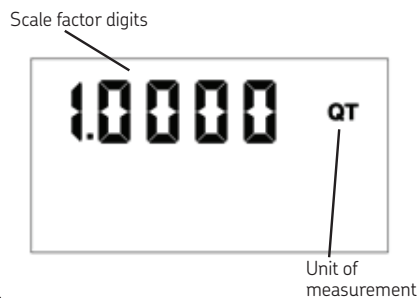 Scale factor digits
1.0000 QT
Unit of
measurement